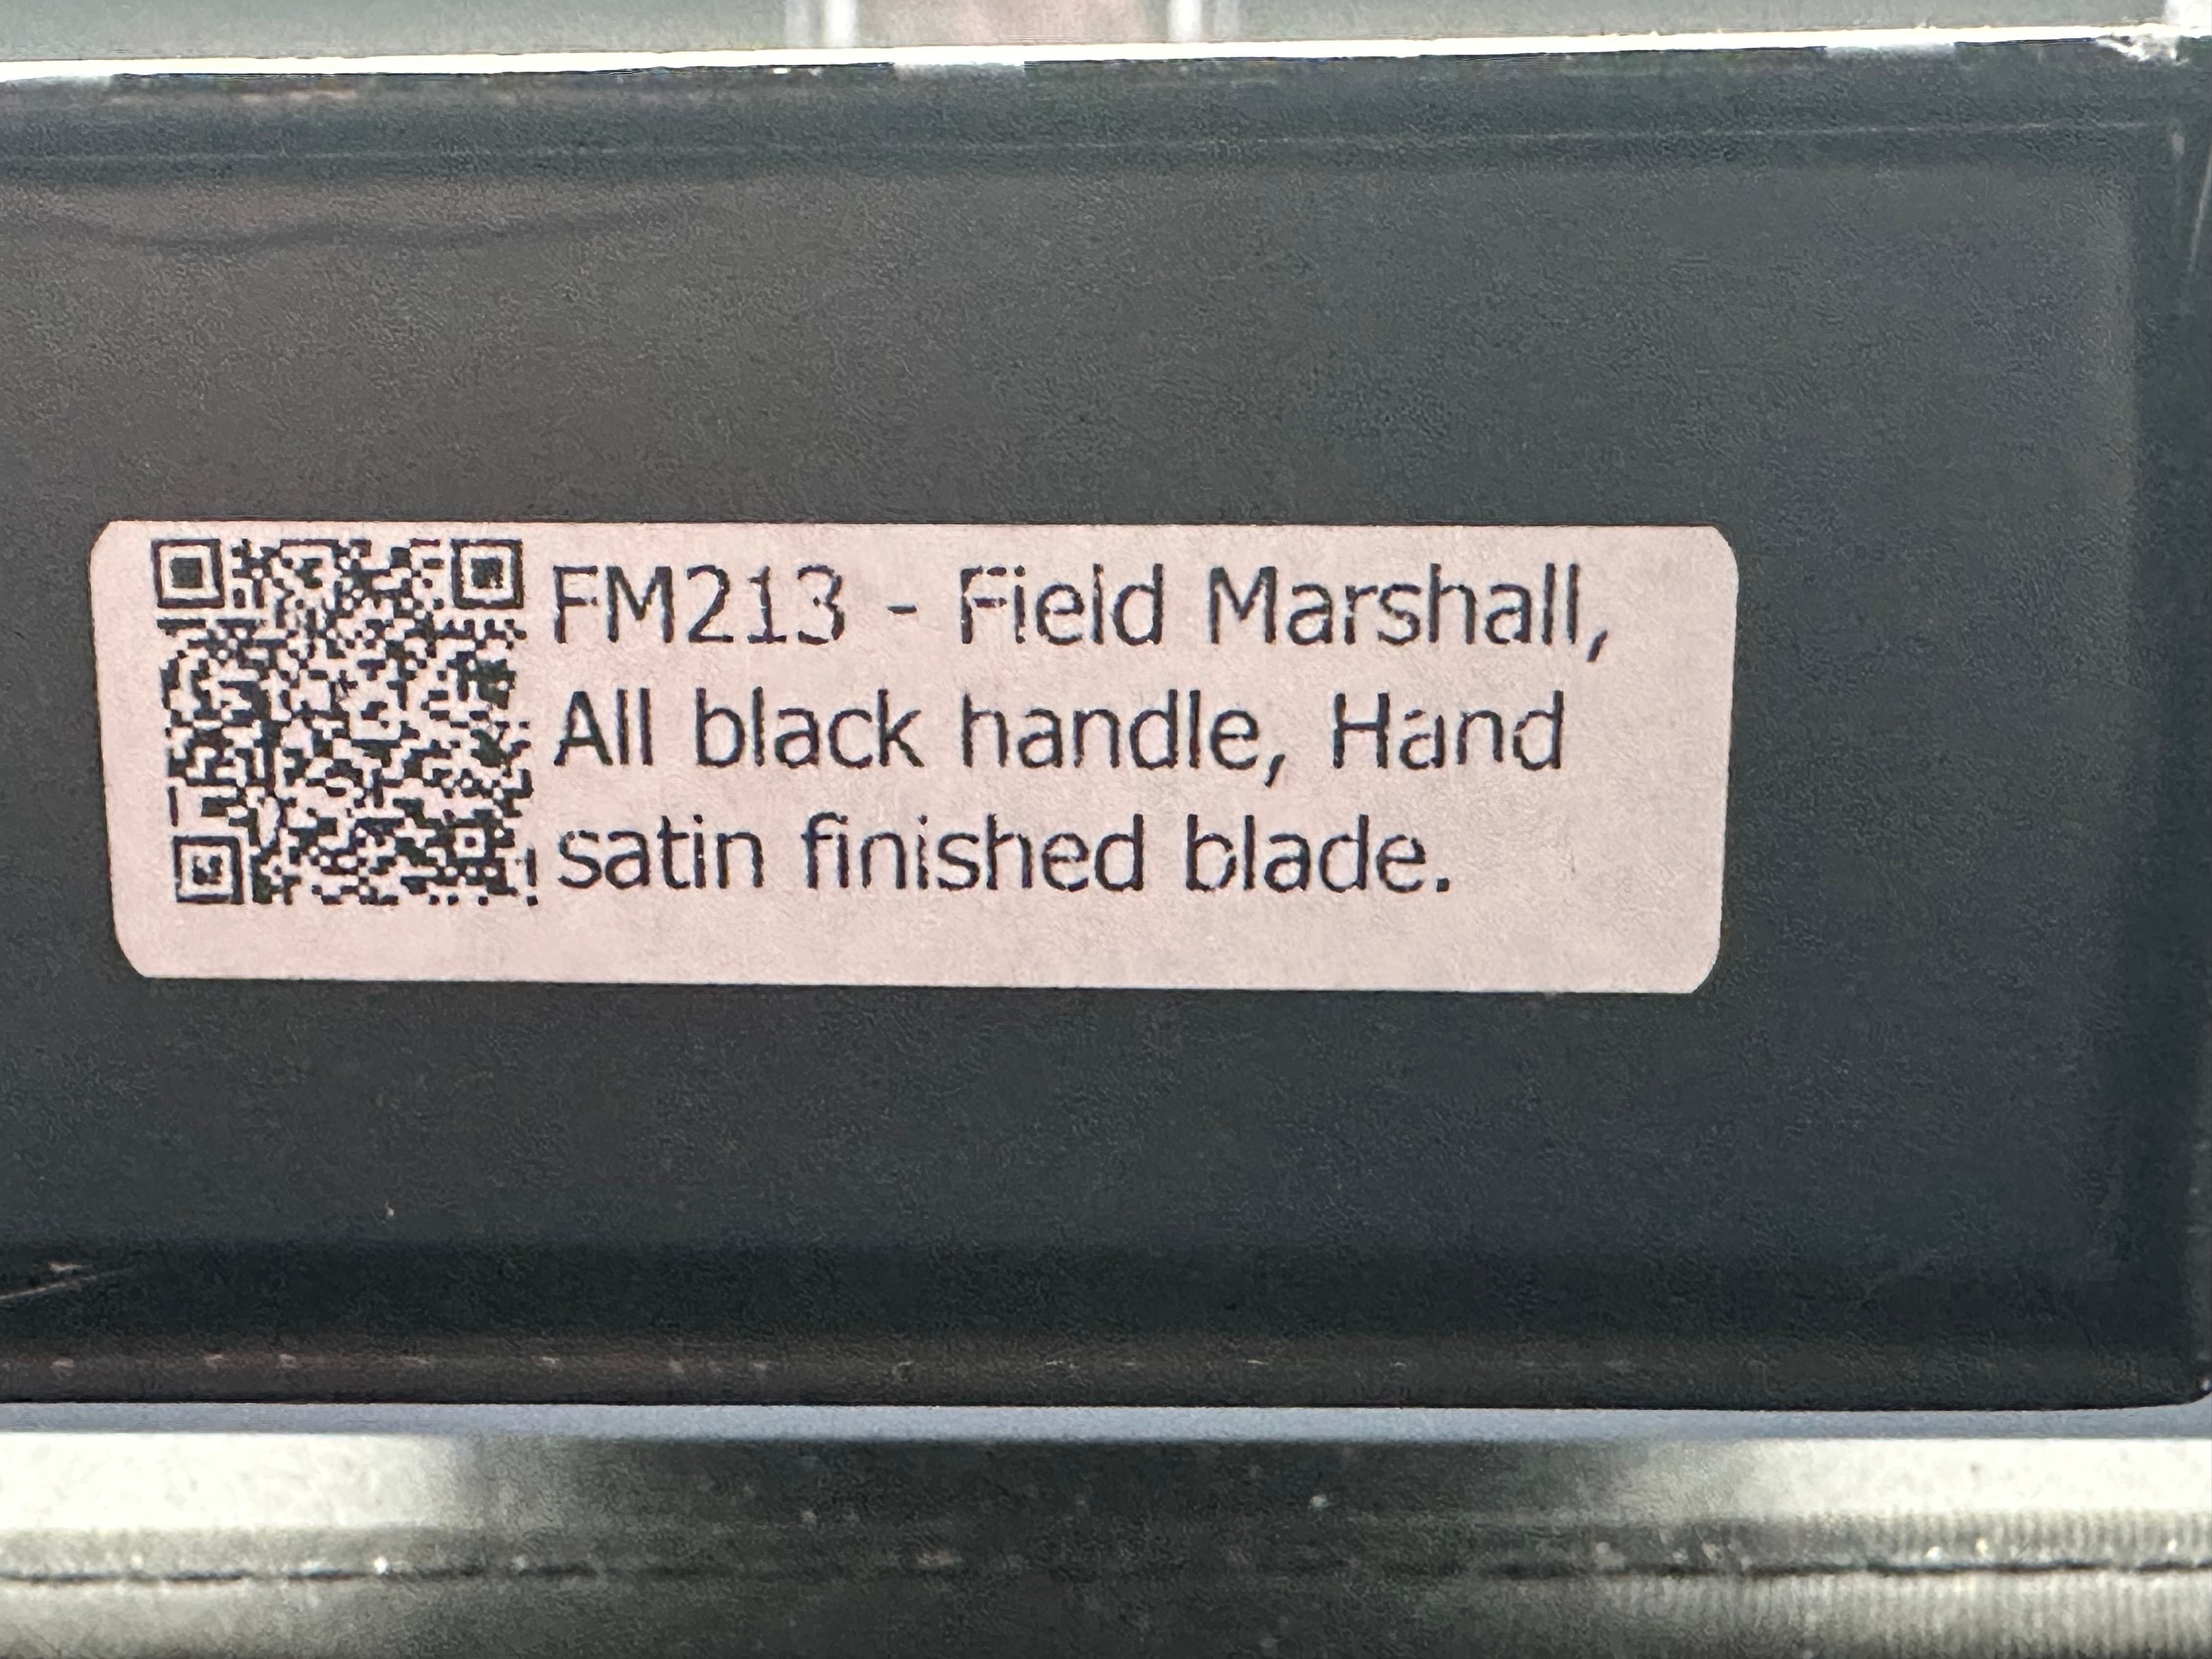 FM213 - Field Marshall,
All black handle, Hand
satin finished blade.